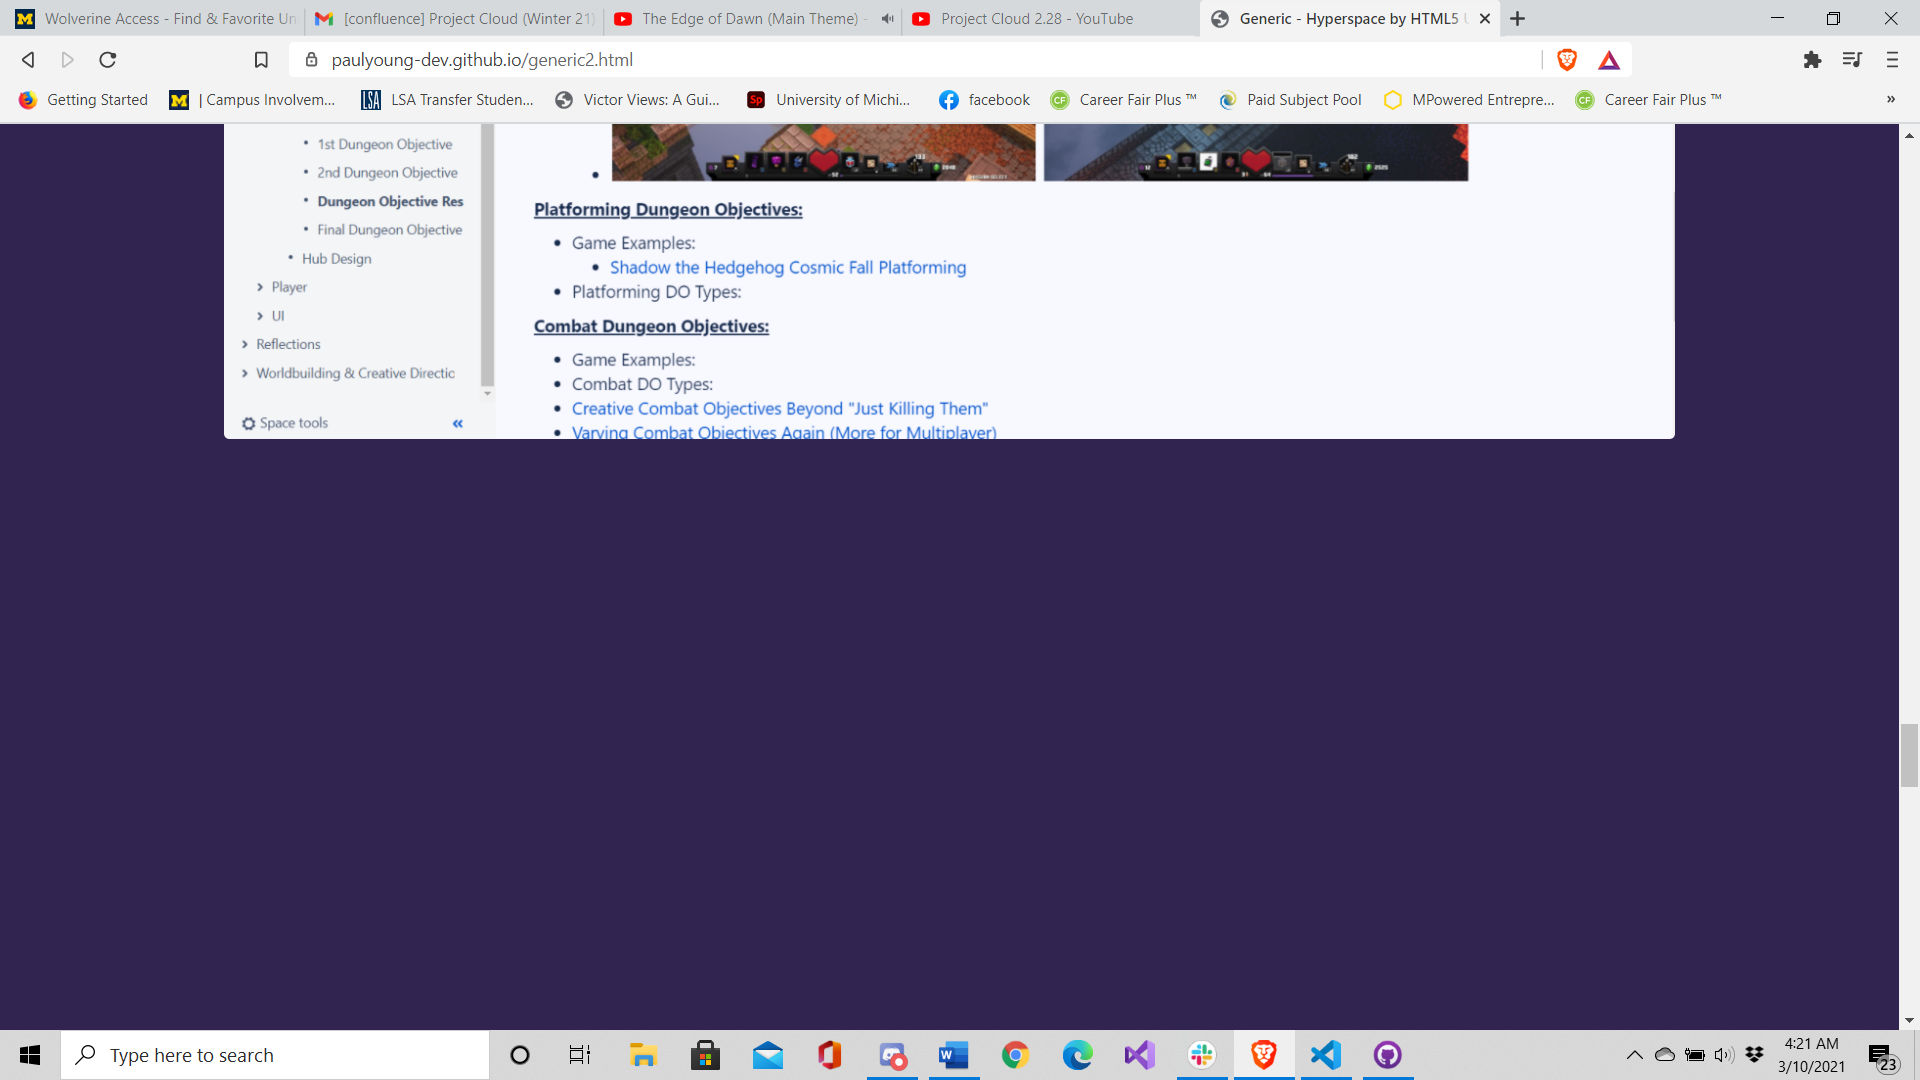 Wolverine Access - Find & Favorite Un
[confluence] Project Cloud (Winter 21)
The Edge of Dawn (Main Theme) -
Project Cloud 2.28 - YouTube
Generic - Hyperspace by HTML5 U
paulyoung-dev.github.io/generic2.html
Getting Started
| Campus Involvem...
LSA Transfer Studen...
Victor Views: A Gui...
University of Michi...
facebook
Career Fair Plus ™
Paid Subject Pool
MPowered Entrepre...
Career Fair Plus ™
»
1st Dungeon Objective
2nd Dungeon Objective
Dungeon Objective Res
Final Dungeon Objective
Hub Design
Player
UI
Reflections
Worldbuilding & Creative Directic
Space tools
«
Platforming Dungeon Objectives:
Game Examples:
Shadow the Hedgehog Cosmic Fall Platforming
Platforming DO Types:
Combat Dungeon Objectives:
Game Examples:
Combat DO Types:
Creative Combat Objectives Beyond "Just Killing Them"
Varying Combat Objectives Again (More for Multiplayer)
Type here to search
4:21 AM
3/10/2021
23